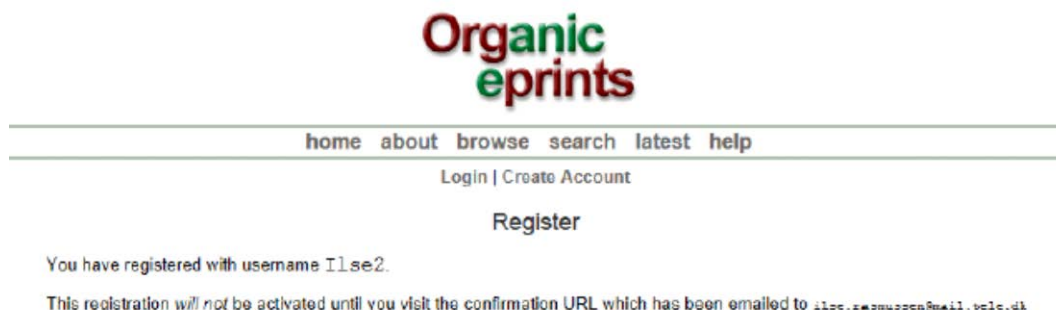 Organic
eprints
home about browse search latest help
Login | Create Account
Register
You have registered with username Ilse2.
This registration will not be activated until you visit the confirmation URL which has been emailed to